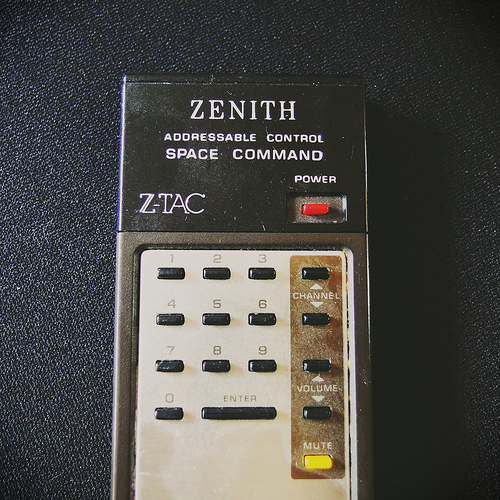 ZENITH
ADDRESSABLE CONTROL
SPACE COMMAND
POWER
Z-TAC
1 2 3
CHANNEL
4 5 6
7 8 9
VOLUME
0 ENTER
MUTE